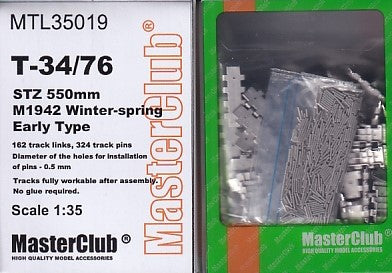 MTL35019
T-34/76
STZ 550mm
M1942 Winter-spring
Early Type
162 track links, 324 track pins
Diameter of the holes for installation
of pins - 0.5 mm
Tracks fully workable after assembly.
No glue required.
Scale 1:35
MasterClub®
HIGH QUALITY MODEL ACCESSORIES
MasterClub®
MasterClub®
HIGH QUALITY MODEL ACCESSORIES